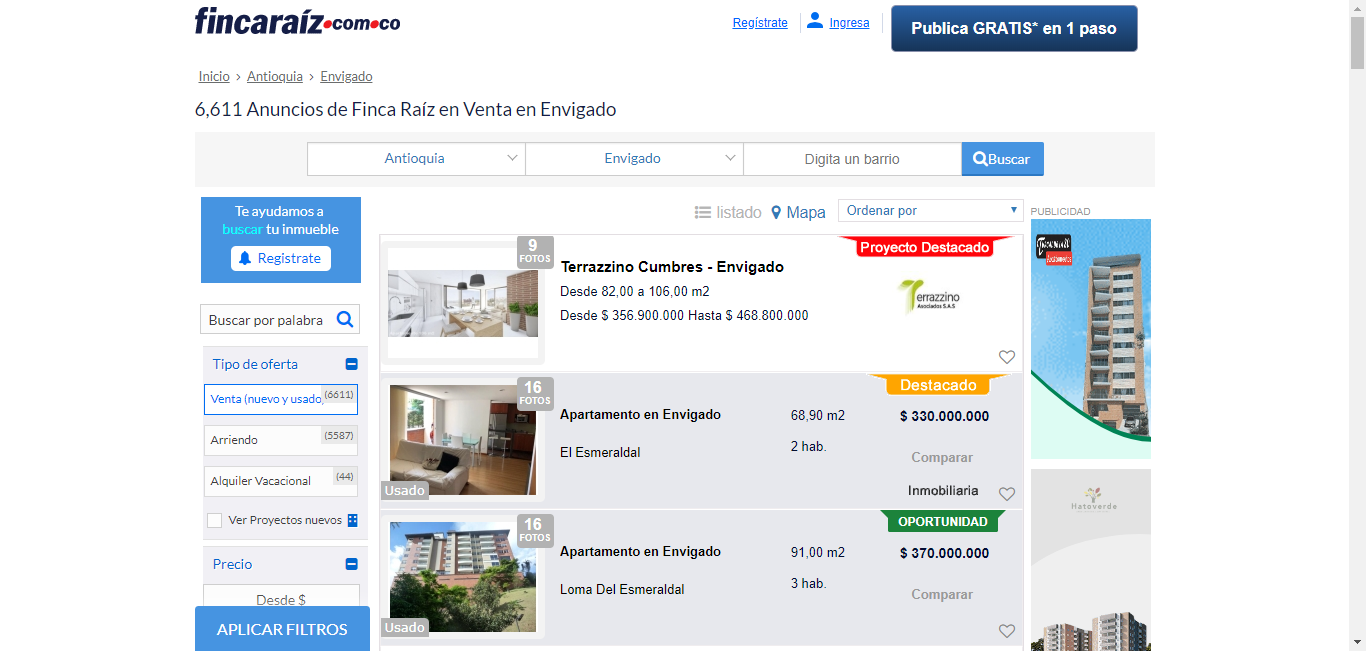 fincaraíz.com.co
Regístrate
Ingresa
Publica GRATIS* en 1 paso
Inicio > Antioquia > Envigado
6,611 Anuncios de Finca Raíz en Venta en Envigado
Antioquia
Envigado
Digita un barrio
Buscar
Te ayudamos a
buscar tu inmueble
Registrate
Buscar por palabra
Tipo de oferta
Venta (nuevo y usado) (6611)
Arriendo (5587)
Alquiler Vacacional (44)
Ver Proyectos nuevos
Precio
Desde $
APLICAR FILTROS
listado
Mapa
Ordenar por
9
FOTOS
Terrazzino Cumbres - Envigado
Desde 82,00 a 106,00 m2
Desde $ 356.900.000 Hasta $ 468.800.000
Proyecto Destacado
Terrazzino
Asociados S.A.S
16
FOTOS
Usado
Apartamento en Envigado
El Esmeraldal
68,90 m2
2 hab.
Destacado
$ 330.000.000
Comparar
Inmobiliaria
16
FOTOS
Usado
Apartamento en Envigado
Loma Del Esmeraldal
91,00 m2
3 hab.
OPORTUNIDAD
$ 370.000.000
Comparar
PUBLICIDAD
Hatoverde